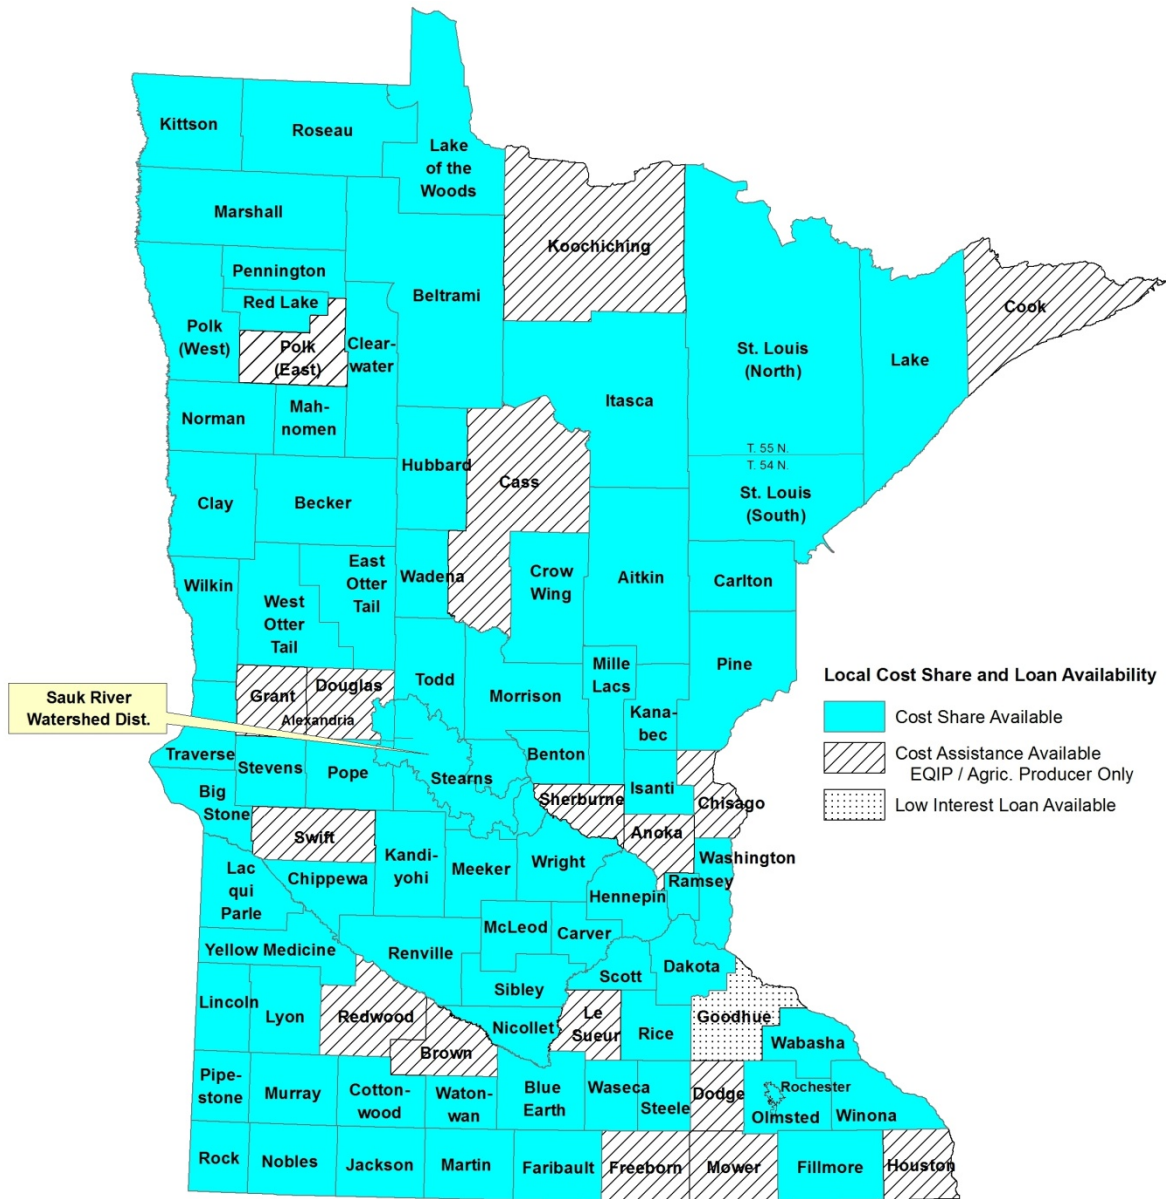 Kittson
Roseau
Lake
of the
Woods
Marshall
Koochiching
Pennington
Red Lake
Beltrami
Cook
Polk
(West)
Polk
(East)
Clear-
water
St. Louis
(North)
Lake
Itasca
Norman
Mah-
nomen
T. 55 N.
T. 54 N.
Hubbard
Cass
St. Louis
(South)
Clay
Becker
Wilkin
East
Otter
Tail
Wadena
Crow
Wing
Aitkin
Carlton
West
Otter
Tail
Mille
Lacs
Pine
Todd
Morrison
Grant
Douglas
Alexandria
Kana-
bec
Sauk River
Watershed Dist.
Local Cost Share and Loan Availability
Cost Share Available
Cost Assistance Available
EQIP / Agric. Producer Only
Low Interest Loan Available
Traverse
Stevens
Pope
Stearns
Benton
Isanti
Big
Stone
Sherburne
Chisago
Swift
Anoka
Kandi-
yohi
Meeker
Wright
Washington
Lac
qui
Parle
Chippewa
Hennepin
Ramsey
McLeod
Carver
Yellow Medicine
Renville
Dakota
Scott
Sibley
Lincoln
Lyon
Redwood
Nicollet
Le
Sueur
Rice
Goodhue
Wabasha
Brown
Pipe-
stone
Murray
Cotton-
wood
Waton-
wan
Blue
Earth
Waseca
Steele
Dodge
Rochester
Olmsted
Winona
Rock
Nobles
Jackson
Martin
Faribault
Freeborn
Mower
Fillmore
Houston